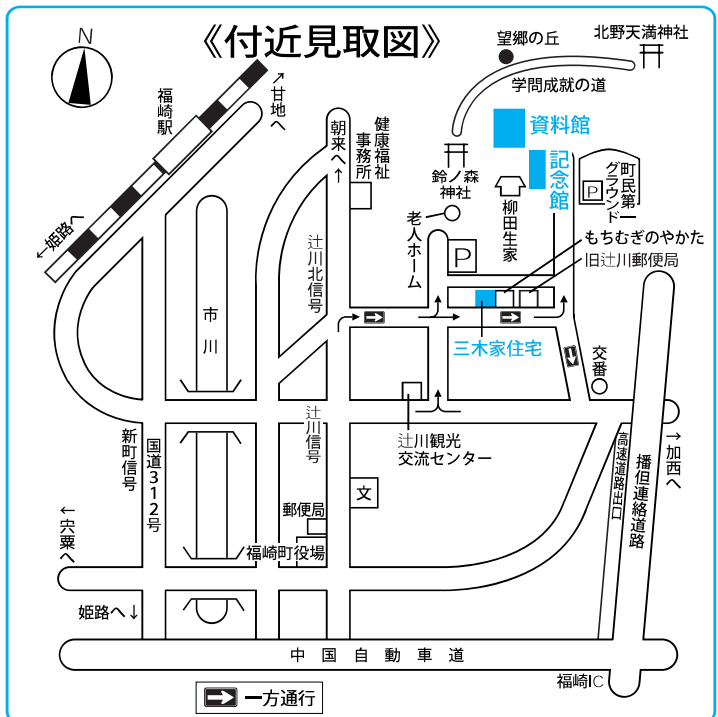 《付近見取図》
N
北野天満神社
望郷の丘
学問成就の道
→甘地へ
福崎駅
朝来へ→
健康福祉
事務所
資料館
記念館
鈴ノ森
神社
町民第一
グラウンド
P
柳田生家
老人ホーム
P
←姫路へ
もちむぎのやかた
旧辻川郵便局
辻川北信号
市川
三木家住宅
交番
辻川観光
交流センター
辻川信号
新町信号
国道312号
高速道路出口
播但連絡道路
→加西へ
文
郵便局
福崎町役場
←宍粟へ
姫路へ↓
中国自動車道
福崎IC
一方通行